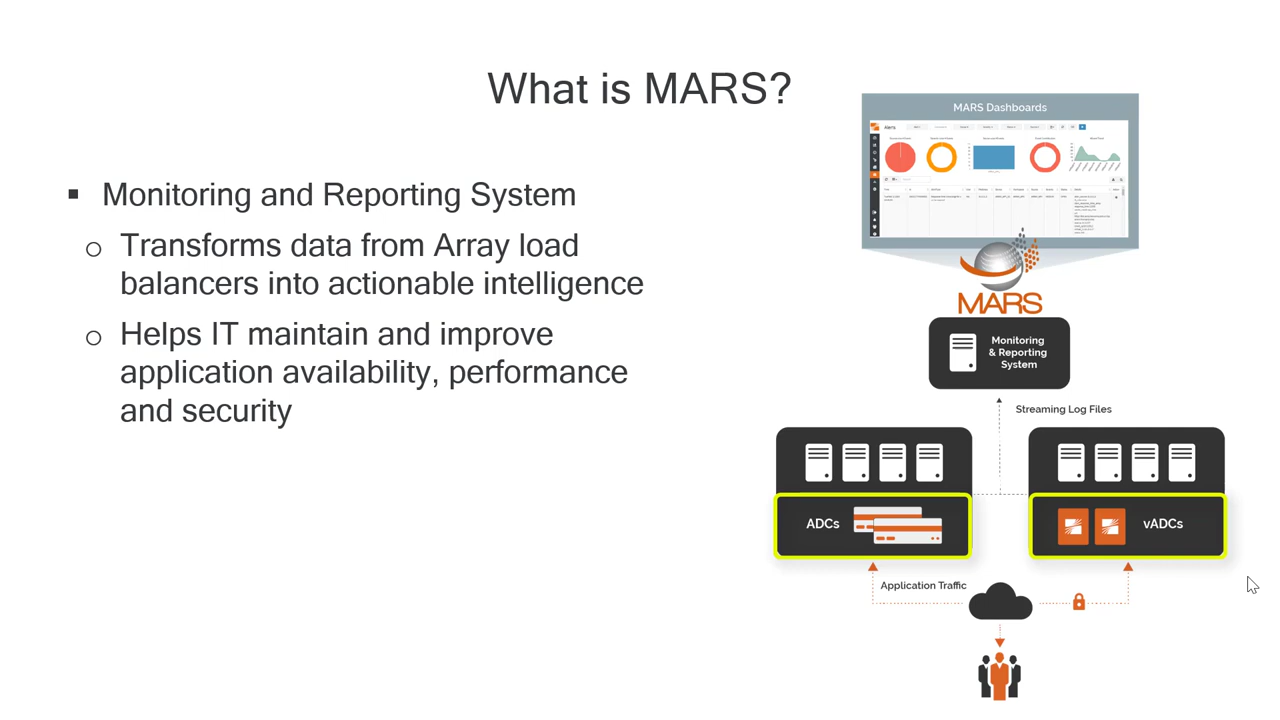 What is MARS?
▪ Monitoring and Reporting System
o Transforms data from Array load
balancers into actionable intelligence
o Helps IT maintain and improve
application availability, performance
and security
MARS Dashboards
Alerts
MARS
Monitoring
& Reporting
System
Streaming Log Files
ADCs
vADCs
Application Traffic